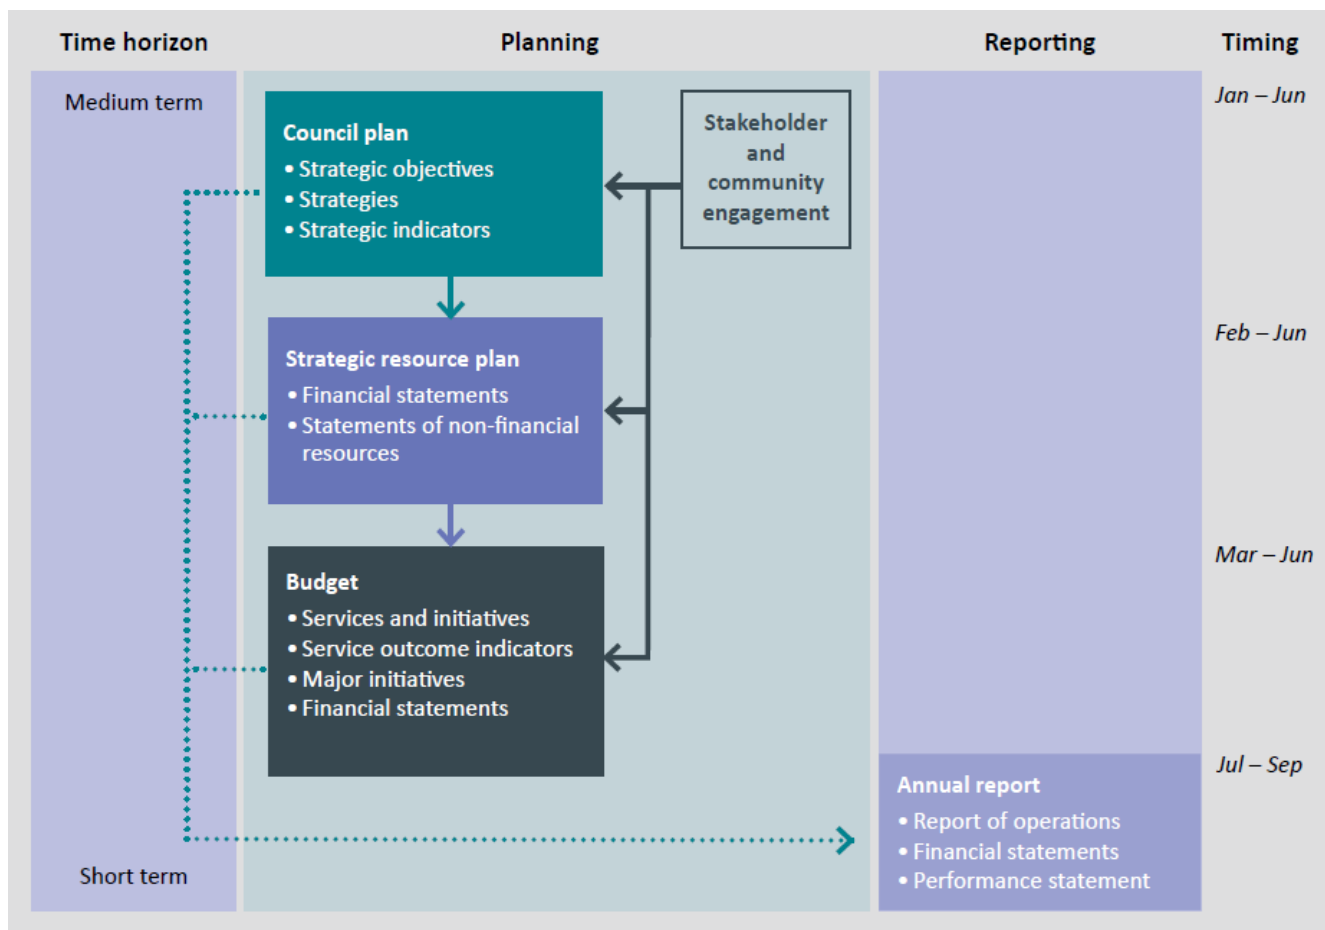 Time horizon
Planning
Reporting
Timing
Medium term
Jan – Jun
Council plan
• Strategic objectives
• Strategies
• Strategic indicators
Stakeholder
and
community
engagement
Feb – Jun
Strategic resource plan
• Financial statements
• Statements of non-financial
resources
Mar – Jun
Budget
• Services and initiatives
• Service outcome indicators
• Major initiatives
• Financial statements
Jul – Sep
Annual report
• Report of operations
• Financial statements
• Performance statement
Short term